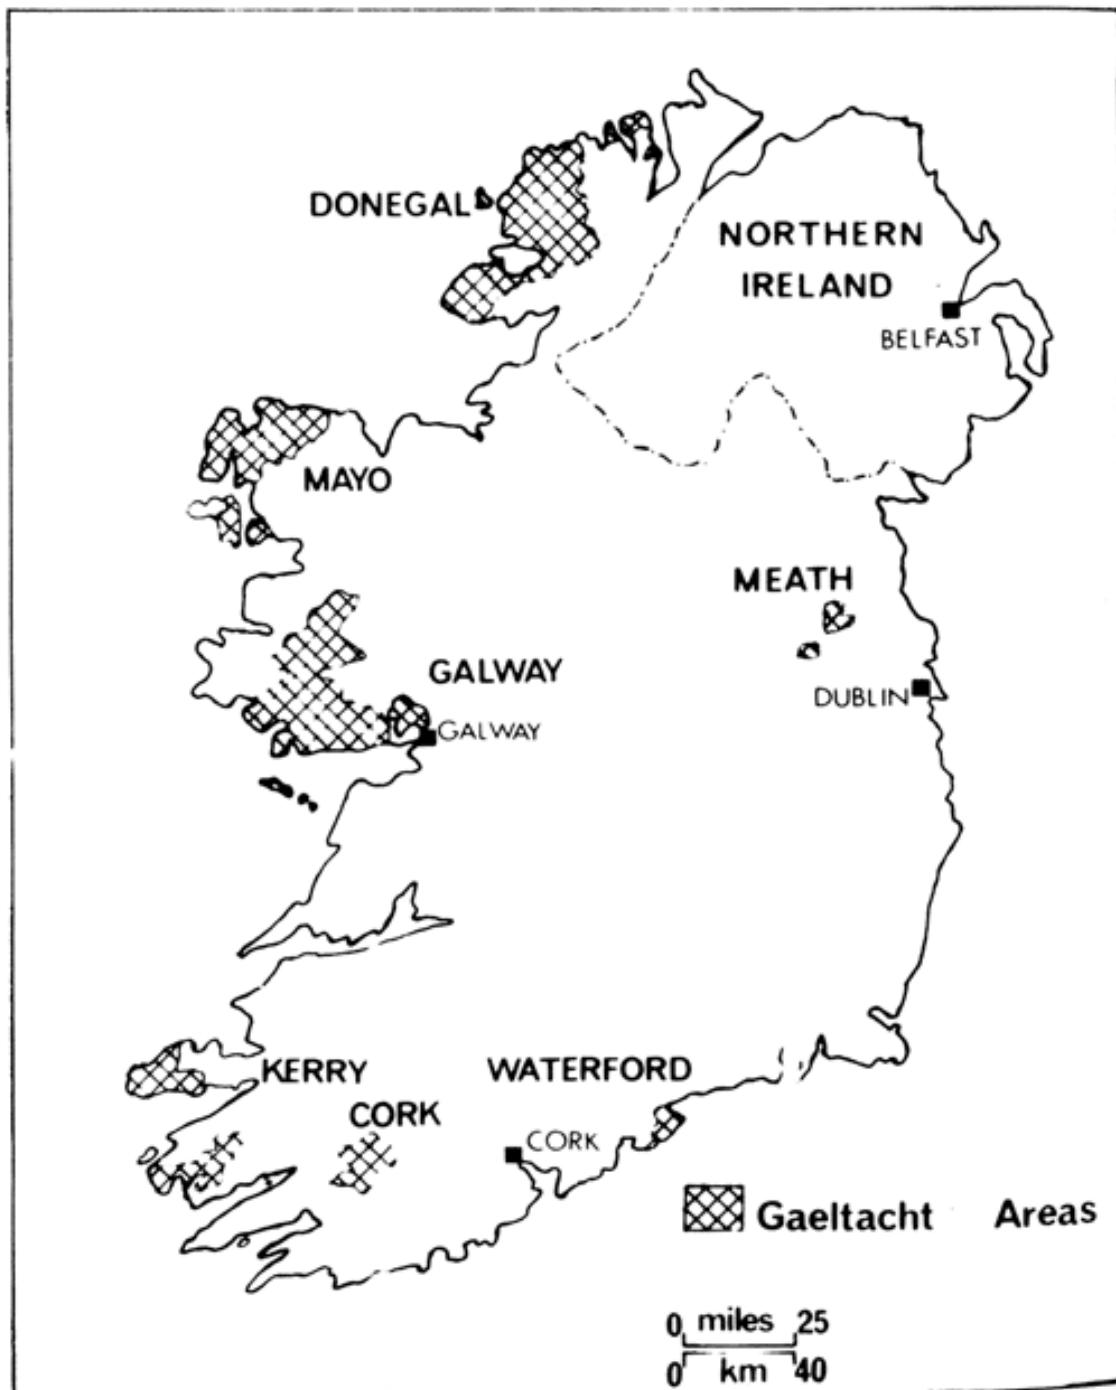 DONEGAL
NORTHERN
IRELAND
BELFAST
MAYO
MEATH
GALWAY
DUBLIN
GALWAY
KERRY
WATERFORD
CORK
CORK
Gaeltacht Areas
0 miles 25
0 km 40